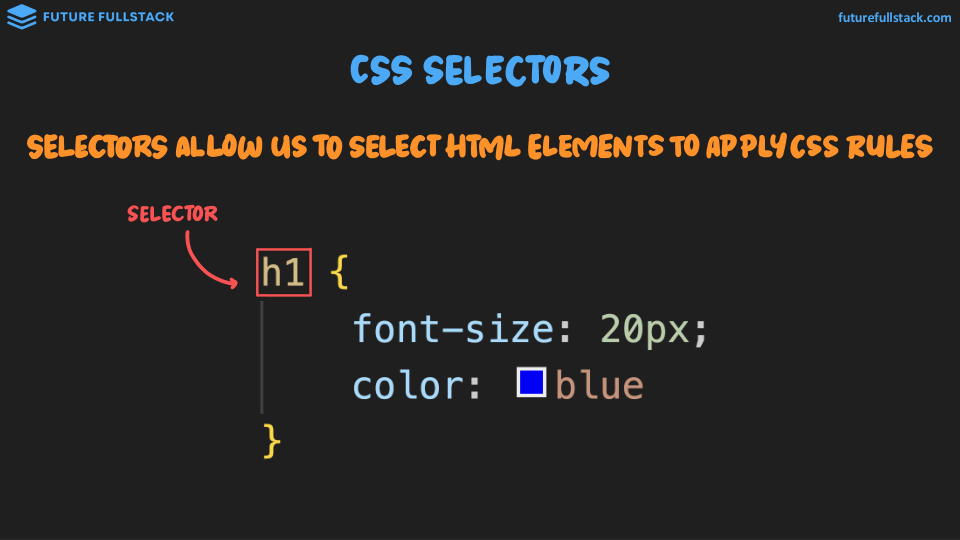 FUTURE FULLSTACK
futurefullstack.com
CSS SELECTORS
SELECTORS ALLOW US TO SELECT HTML ELEMENTS TO APPLY CSS RULES
SELECTOR
h1 {
font-size: 20px;
color: blue
}